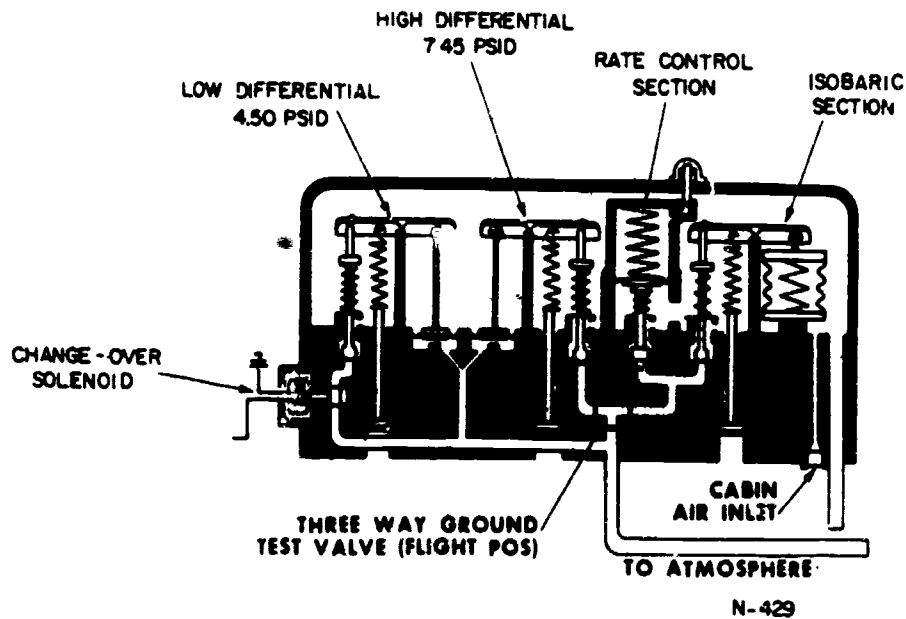 HIGH DIFFERENTIAL
7.45 PSID
RATE CONTROL
SECTION
ISOBARIC
SECTION
LOW DIFFERENTIAL
4.50 PSID
CHANGE-OVER
SOLENOID
CABIN
AIR INLET
THREE WAY GROUND
TEST VALVE (FLIGHT POS)
TO ATMOSPHERE
N-429